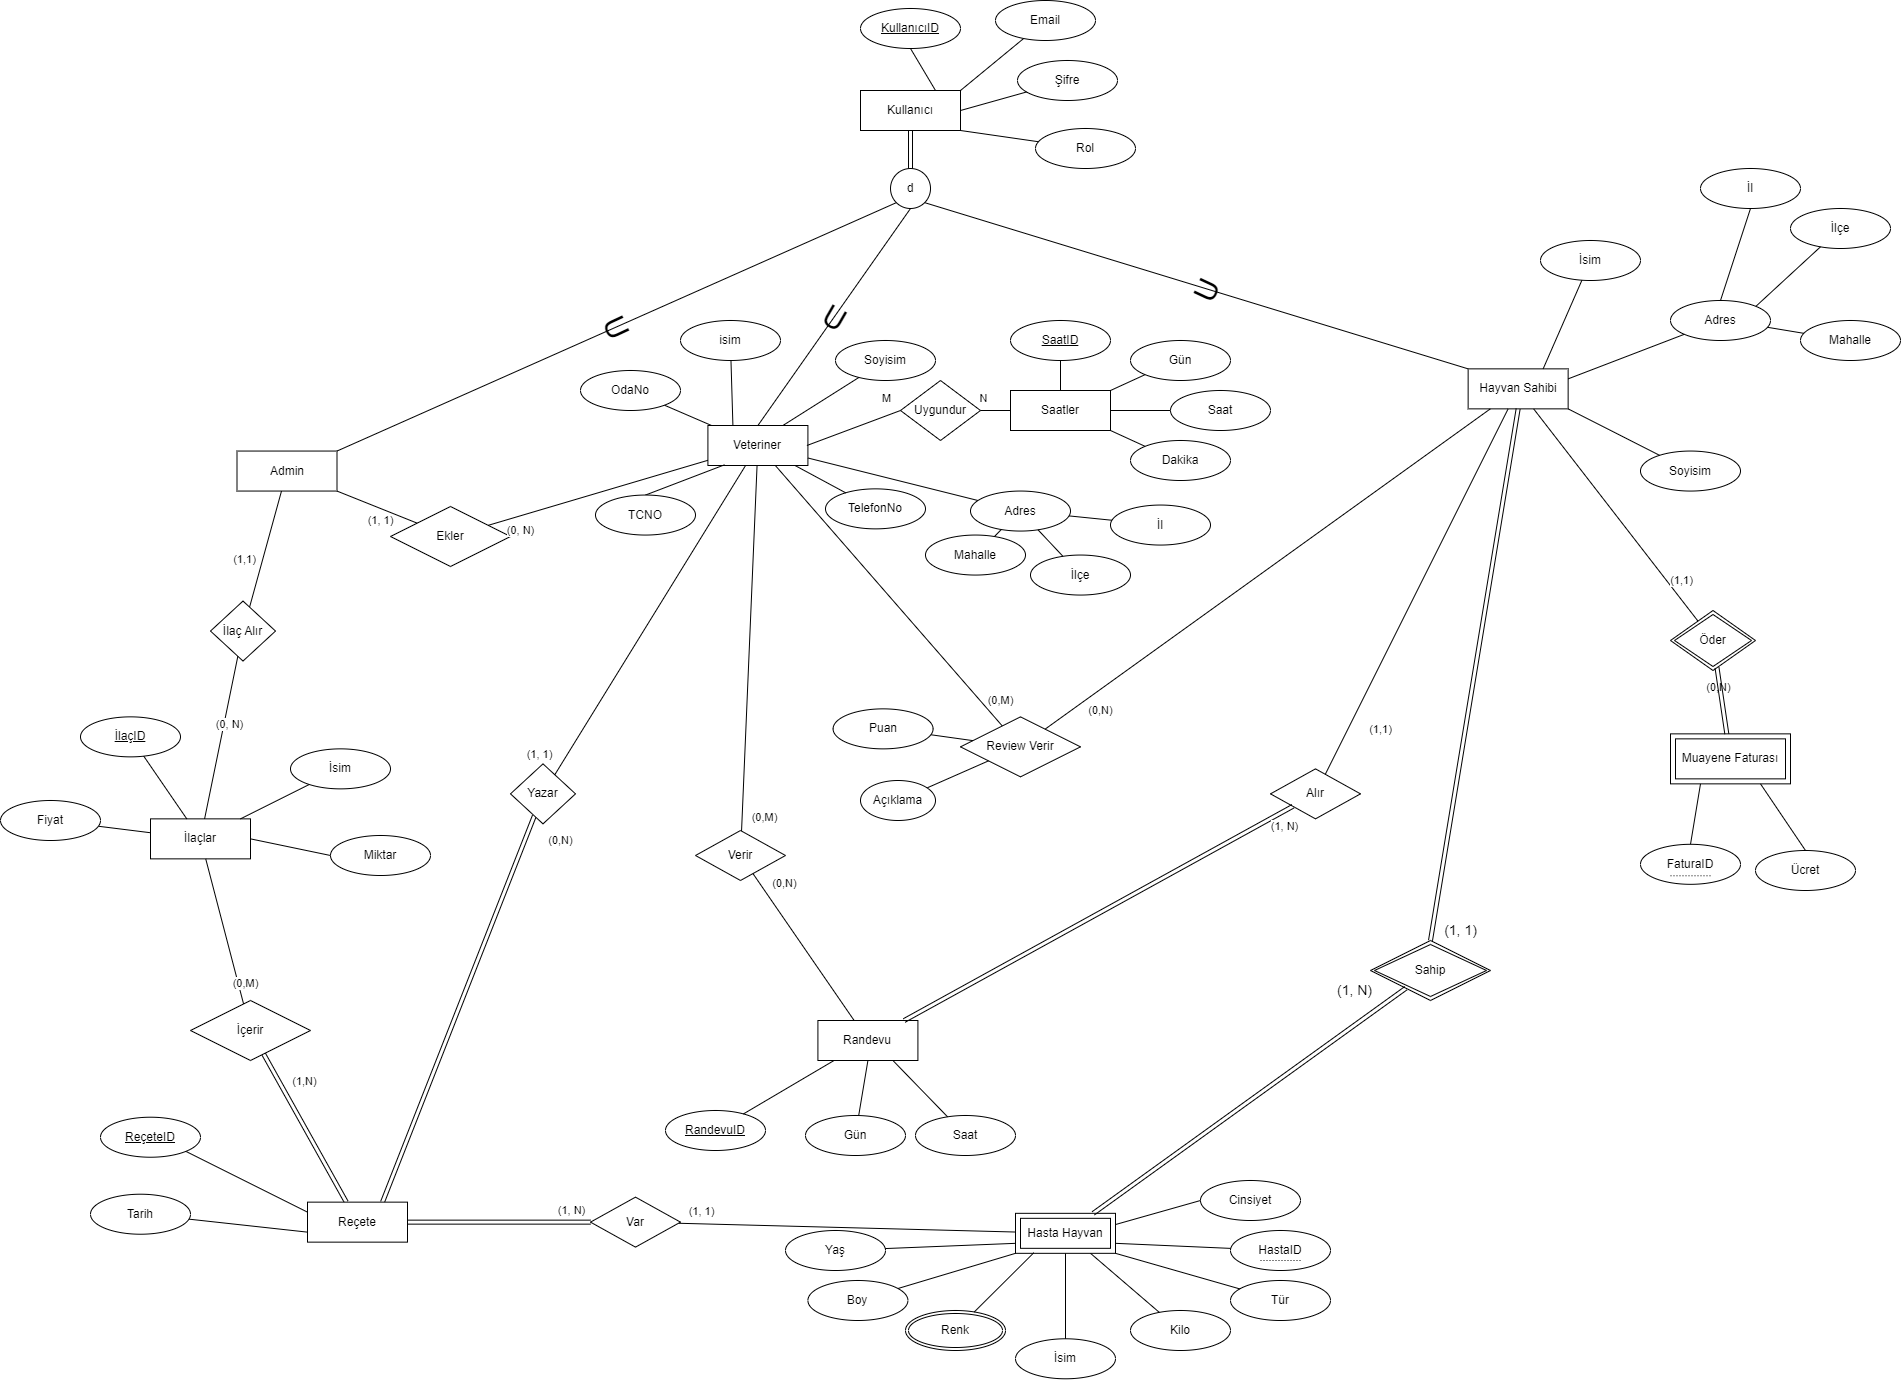 KullanıcıID
Email
Şifre
Kullanıcı
Rol
d
İl
İlçe
İsim
Adres
Mahalle
isim
SaatID
Soyisim
Gün
OdaNo
Hayvan Sahibi
M
N
Uygundur
Saatler
Saat
Veteriner
Dakika
Admin
Soyisim
(1, 1)
Ekler
(0, N)
TCNO
TelefonNo
Adres
İl
Mahalle
İlçe
(1,1)
(1,1)
İlaç Alır
Öder
(0,N)
(0, N)
(0,M)
(0,N)
İlaçID
Puan
Review Verir
(1,1)
(1, 1)
Muayene Faturası
İsim
Yazar
Açıklama
Alır
Fiyat
(0,M)
(1, N)
İlaçlar
(0,N)
Miktar
Verir
FaturaID
Ücret
(0,N)
(1, 1)
Sahip
(0,M)
(1, N)
İçerir
Randevu
(1,N)
ReçeteID
RandevuID
Gün
Saat
Tarih
Reçete
(1, N)
Var
(1, 1)
Cinsiyet
Hasta Hayvan
Yaş
HastaID
Boy
Tür
Renk
Kilo
İsim